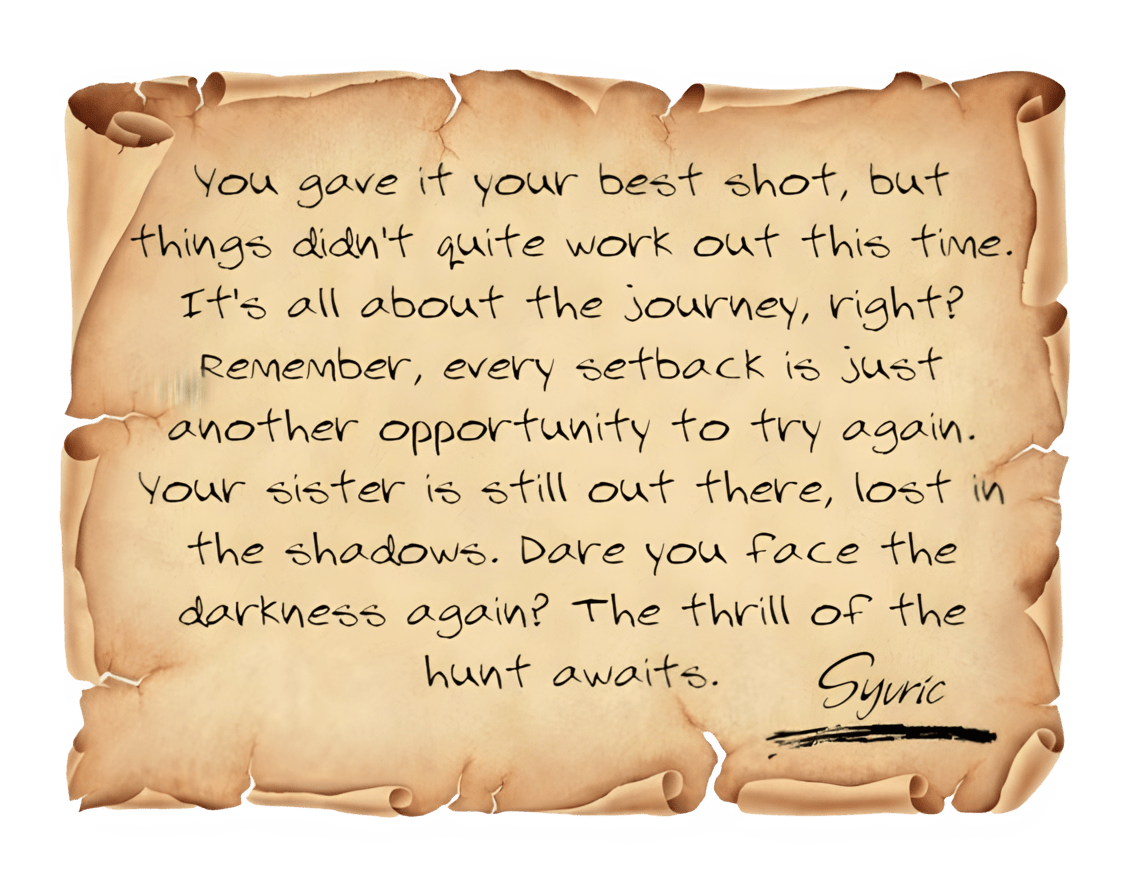 You gave it your best shot, but
things didn't quite work out this time.
It's all about the journey, right?
Remember, every setback is just
another opportunity to try again.
Your sister is still out there, lost in
the shadows. Dare you face the
darkness again? The thrill of the
hunt awaits.
Syuric